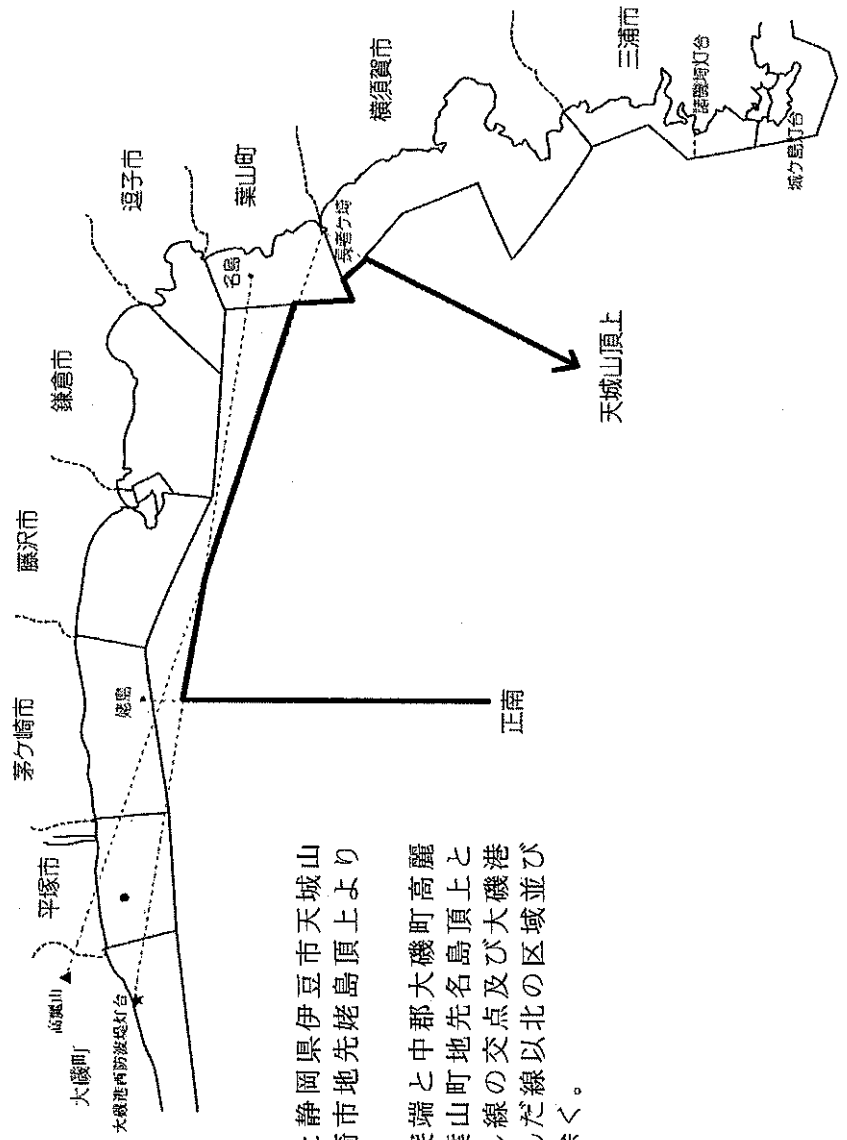 三浦市
諸磯埼灯台
城ケ島灯台
横須賀市
葉山町
長者ケ埼
逗子市
名島
鎌倉市
天城山頂上
藤沢市
茅ケ崎市
姥島
正南
平塚市
高麗山
大磯町
大磯港西防波堤灯台
静岡県伊豆市天城山
崎市地先姥島頂上より
端と中郡大磯町高麗
葉山町地先名島頂上と
線の交点及び大磯港
だ線以北の区域並び
除く。